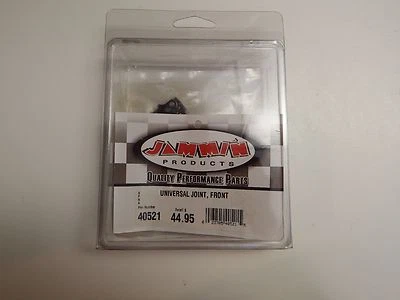 JAMMIN
PRODUCTS
QUALITY PERFORMANCE PARTS
UNIVERSAL JOINT, FRONT
40521 44.95